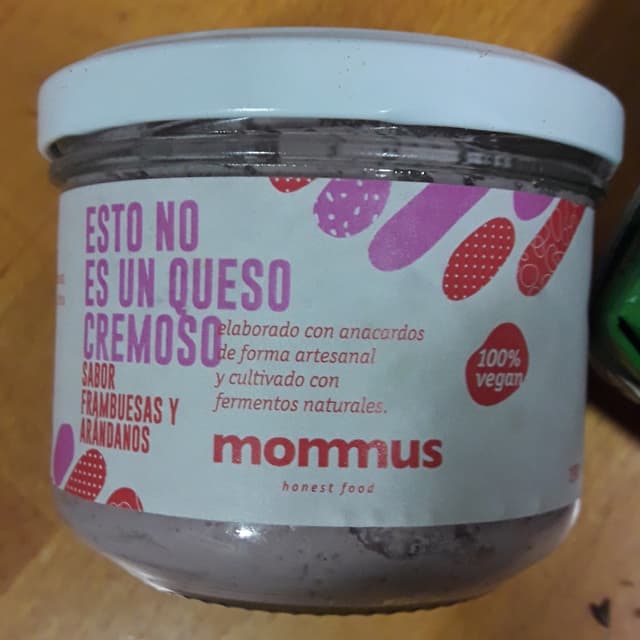 ESTO NO
ES UN QUESO
CREMOSO
SABOR
FRAMBUESAS Y
ARÁNDANOS
elaborado con anacardos
de forma artesanal
y cultivado con
fermentos naturales.
100%
vegan
mommus
honest food